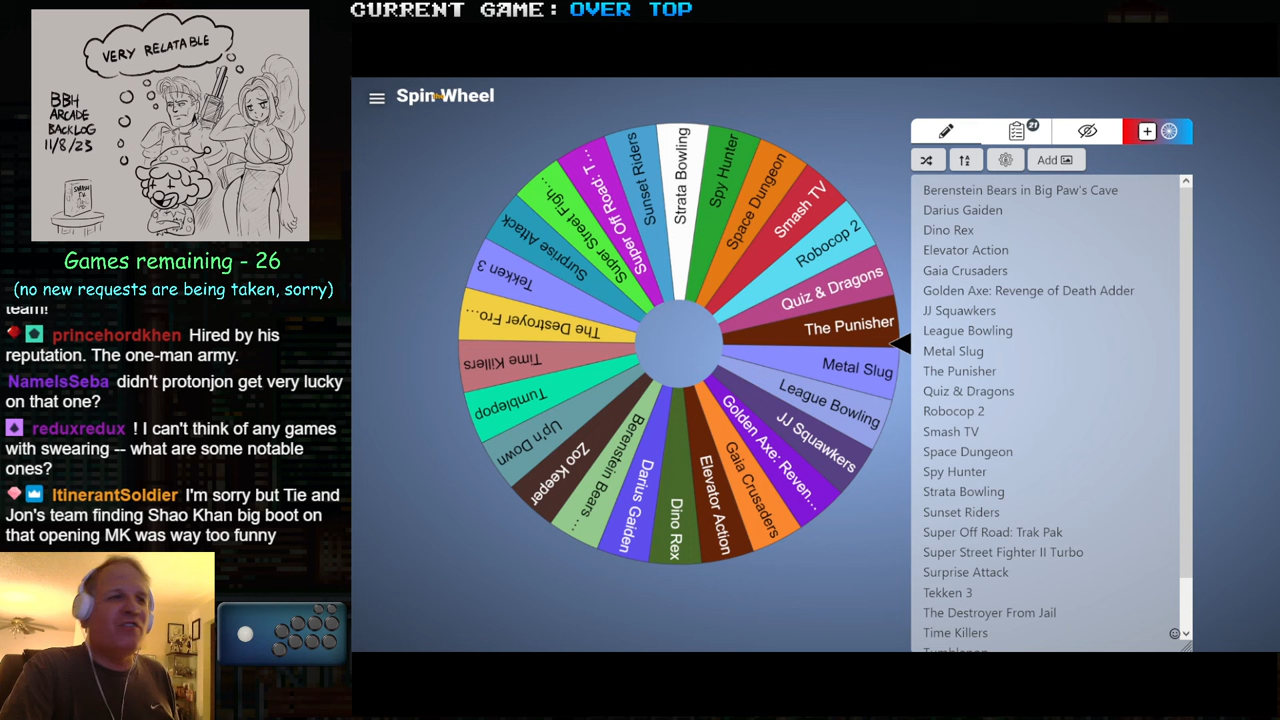 CURRENT GAME: OVER TOP
VERY RELATABLE
BBH
ARCADE
BACKLOG
11/8/23
SMASH
TV
Games remaining - 26
(no new requests are being taken, sorry)
team!
princehordkhen Hired by his
reputation. The one-man army.
NameIsSeba didn't protonjon get very lucky
on that one?
reduxredux ! I can't think of any games
with swearing -- what are some notable
ones?
ItinerantSoldier I'm sorry but Tie and
Jon's team finding Shao Khan big boot on
that opening MK was way too funny
Spin the Wheel
Strata Bowling
Spy Hunter
Space Dungeon
Smash TV
Robocop 2
Quiz & Dragons
The Punisher
Metal Slug
League Bowling
JJ Squawkers
Golden Axe: Reven...
Gaia Crusaders
Elevator Action
Dino Rex
Darius Gaiden
Berenstein Bears ...
Zoo Keeper
Up'n Down
Tumblepop
Time Killers
The Destroyer Fro...
Tekken 3
Surprise Attack
Super Street Figh...
Super Off Road: T...
Sunset Riders
21
Add
Berenstein Bears in Big Paw's Cave
Darius Gaiden
Dino Rex
Elevator Action
Gaia Crusaders
Golden Axe: Revenge of Death Adder
JJ Squawkers
League Bowling
Metal Slug
The Punisher
Quiz & Dragons
Robocop 2
Smash TV
Space Dungeon
Spy Hunter
Strata Bowling
Sunset Riders
Super Off Road: Trak Pak
Super Street Fighter II Turbo
Surprise Attack
Tekken 3
The Destroyer From Jail
Time Killers
Tumblepop